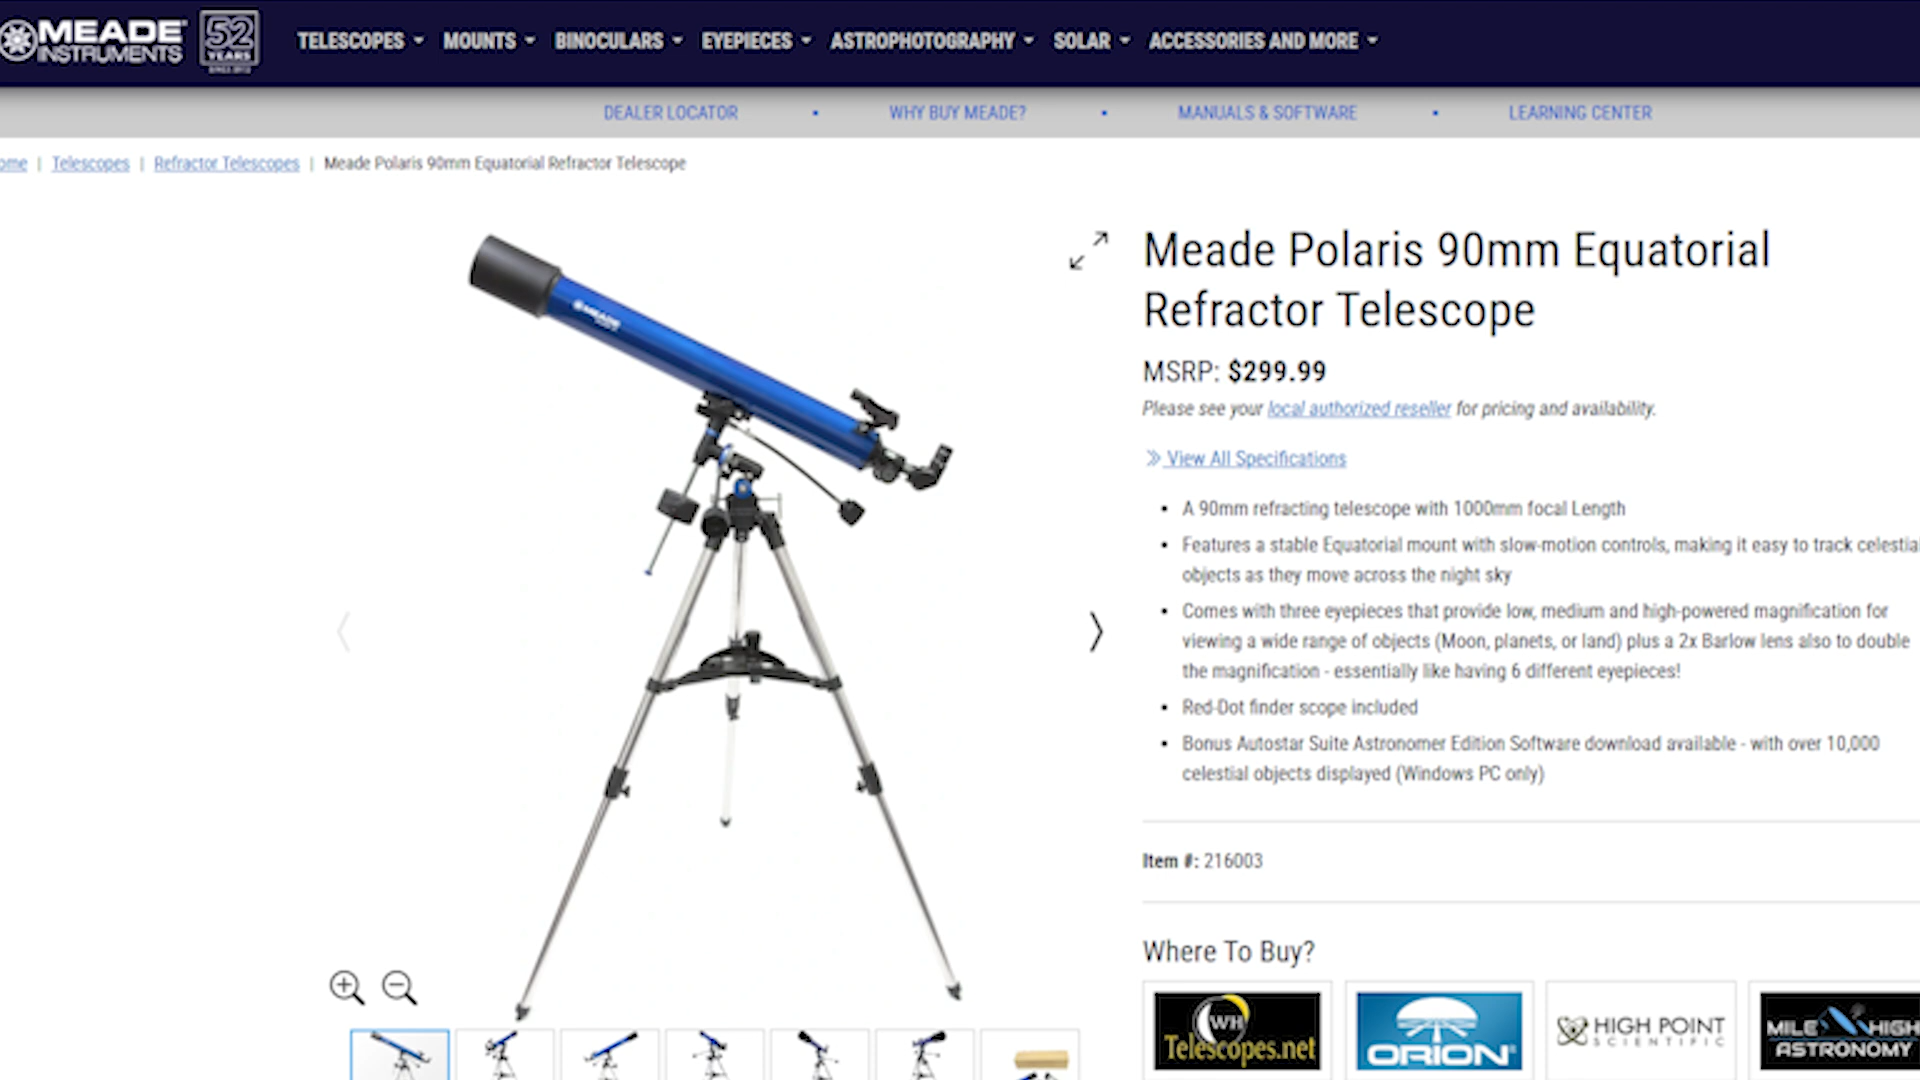 MEADE
INSTRUMENTS
52
YEARS
TELESCOPES MOUNTS BINOCULARS EYEPIECES ASTROPHOTOGRAPHY SOLAR ACCESSORIES AND MORE
DEALER LOCATOR • WHY BUY MEADE? • MANUALS & SOFTWARE • LEARNING CENTER
ome | Telescopes | Refractor Telescopes | Meade Polaris 90mm Equatorial Refractor Telescope
MEADE
Meade Polaris 90mm Equatorial
Refractor Telescope
MSRP: $299.99
Please see your local authorized reseller for pricing and availability.
» View All Specifications
• A 90mm refracting telescope with 1000mm focal Length
• Features a stable Equatorial mount with slow-motion controls, making it easy to track celestial
objects as they move across the night sky
• Comes with three eyepieces that provide low, medium and high-powered magnification for
viewing a wide range of objects (Moon, planets, or land) plus a 2x Barlow lens also to double
the magnification - essentially like having 6 different eyepieces!
• Red-Dot finder scope included
• Bonus Autostar Suite Astronomer Edition Software download available - with over 10,000
celestial objects displayed (Windows PC only)
Item #: 216003
Where To Buy?
WH
Telescopes.net
ORION
HIGH POINT
SCIENTIFIC
MILE HIGH
ASTRONOMY